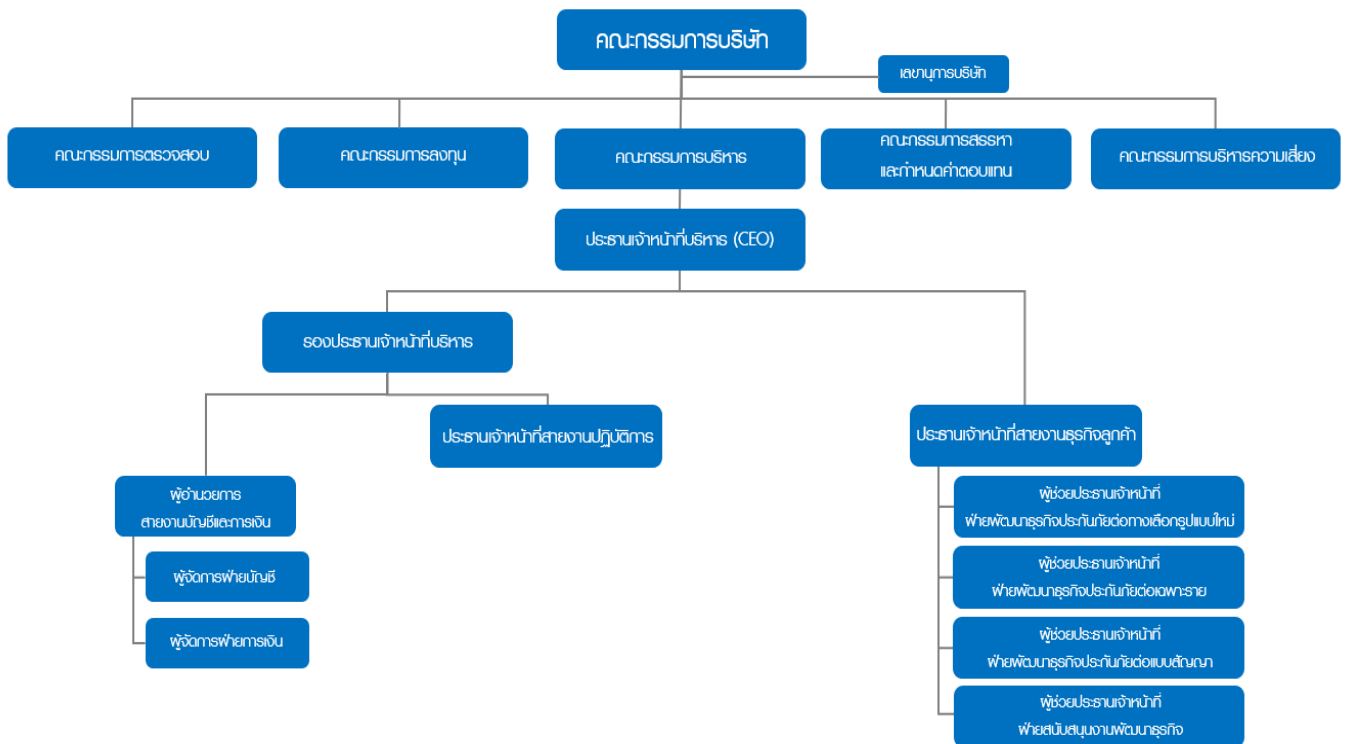 คณะกรรมการบริษัท
เลขานุการบริษัท
คณะกรรมการตรวจสอบ
คณะกรรมการลงทุน
คณะกรรมการบริหาร
คณะกรรมการสรรหา
และกำหนดค่าตอบแทน
คณะกรรมการบริหารความเสี่ยง
ประธานเจ้าหน้าที่บริหาร (CEO)
รองประธานเจ้าหน้าที่บริหาร
ประธานเจ้าหน้าที่สายงานปฏิบัติการ
ประธานเจ้าหน้าที่สายงานธุรกิจลูกค้า
ผู้อำนวยการ
สายงานบัญชีและการเงิน
ผู้จัดการฝ่ายบัญชี
ผู้จัดการฝ่ายการเงิน
ผู้ช่วยประธานเจ้าหน้าที่
ฝ่ายพัฒนาธุรกิจประกันภัยต่อทางเลือกรูปแบบใหม่
ผู้ช่วยประธานเจ้าหน้าที่
ฝ่ายพัฒนาธุรกิจประกันภัยต่อเฉพาะราย
ผู้ช่วยประธานเจ้าหน้าที่
ฝ่ายพัฒนาธุรกิจประกันภัยต่อแบบสัญญา
ผู้ช่วยประธานเจ้าหน้าที่
ฝ่ายสนับสนุนงานพัฒนาธุรกิจ